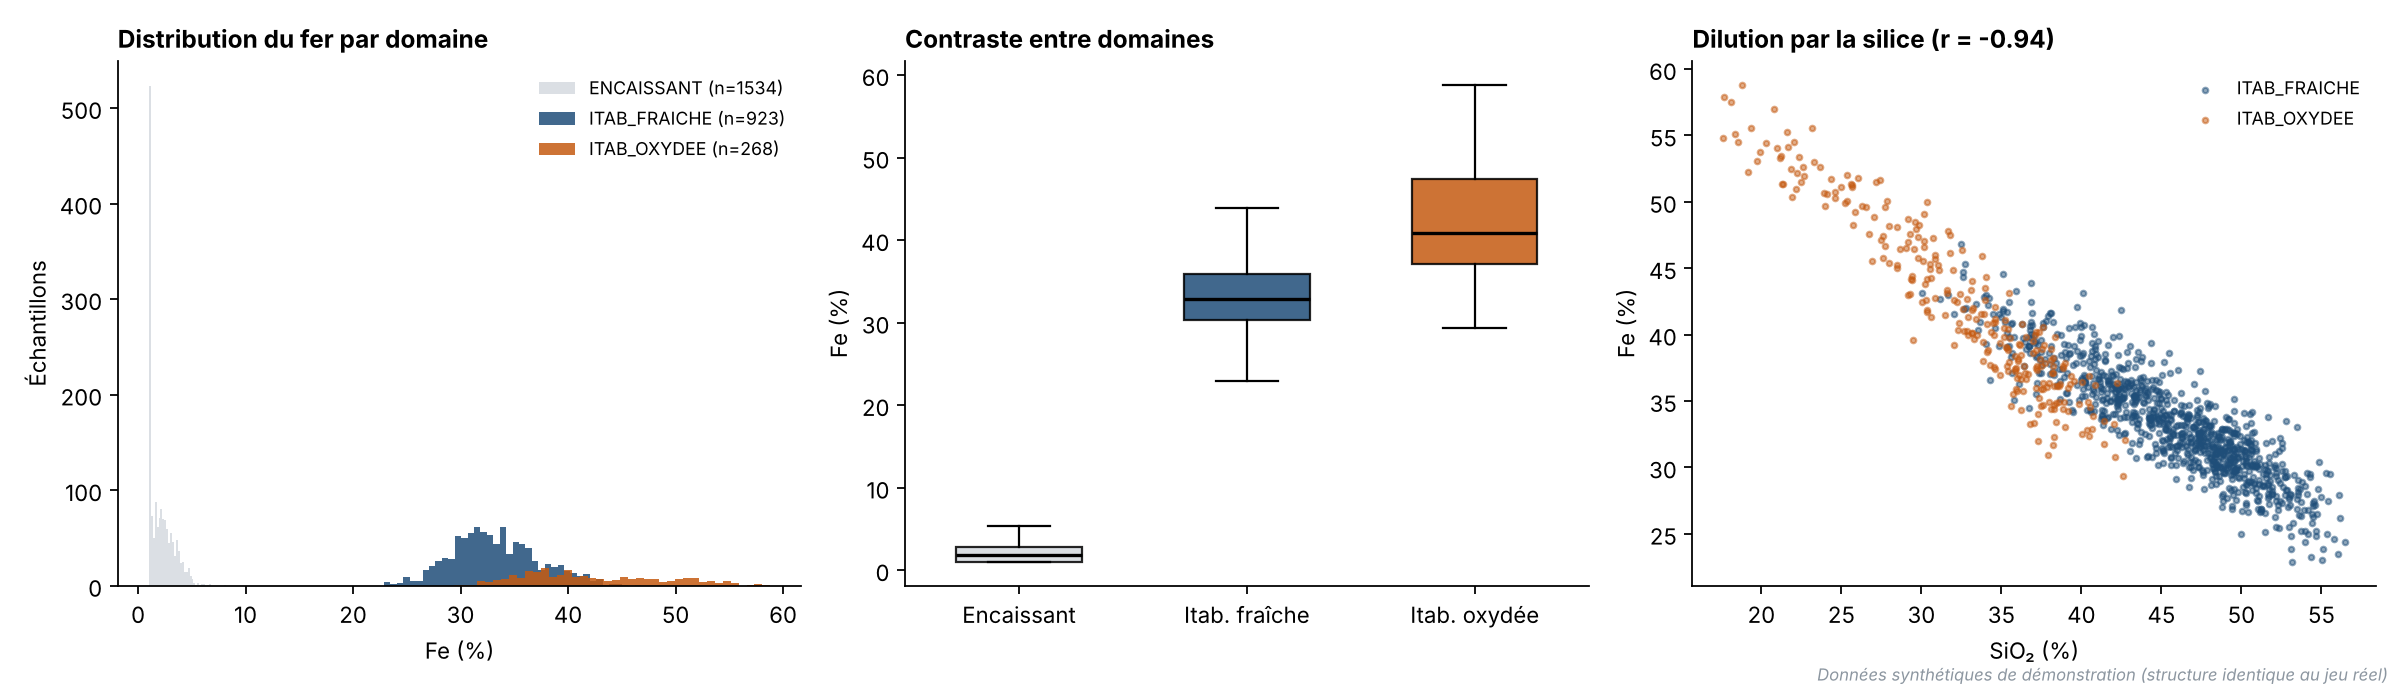 Distribution du fer par domaine
500
400
300
200
100
0
Échantillons
0 10 20 30 40 50 60
Fe (%)
ENCAISSANT (n=1534)
ITAB_FRAICHE (n=923)
ITAB_OXYDEE (n=268)
Contraste entre domaines
60
50
40
30
20
10
0
Fe (%)
Encaissant Itab. fraîche Itab. oxydée
Dilution par la silice (r = -0.94)
60
55
50
45
40
35
30
25
Fe (%)
20 25 30 35 40 45 50 55
SiO₂ (%)
ITAB_FRAICHE
ITAB_OXYDEE
Données synthétiques de démonstration (structure identique au jeu réel)